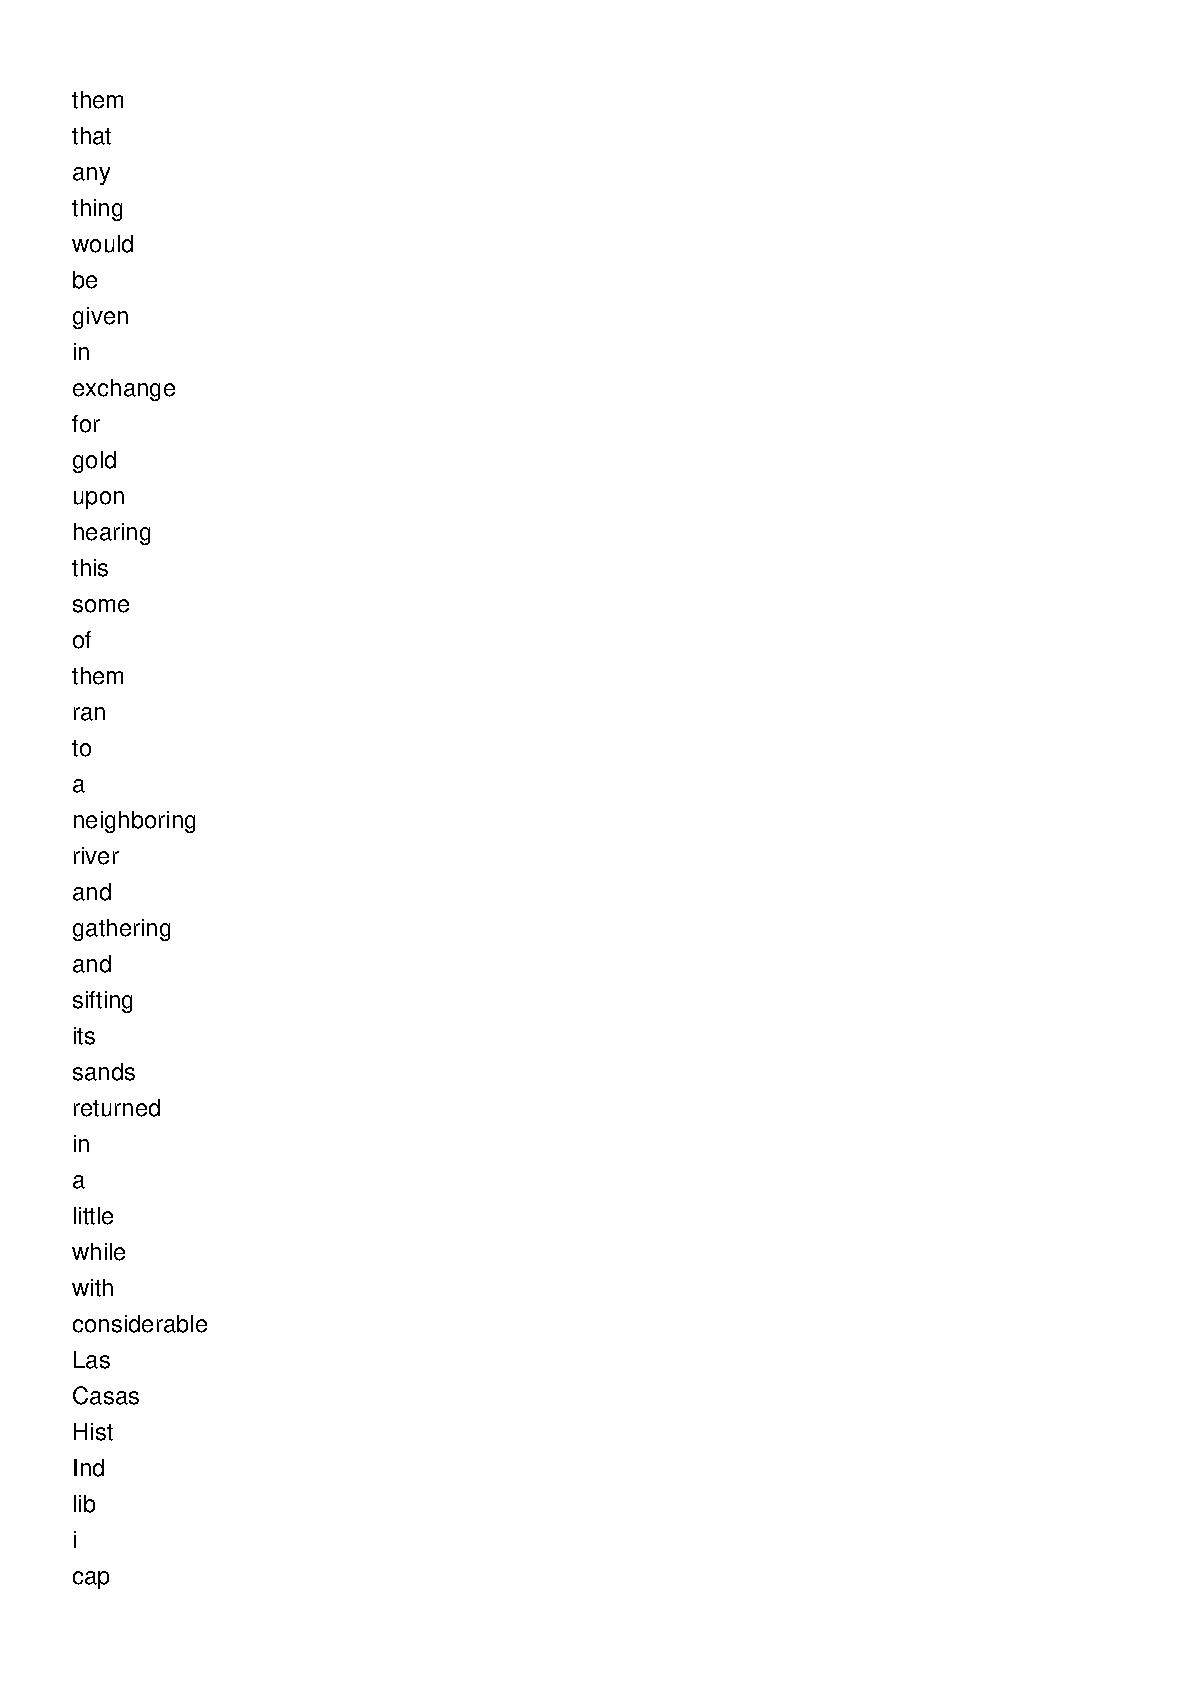 them
that
any
thing
would
be
given
in
exchange
for
gold
upon
hearing
this
some
of
them
ran
to
a
neighboring
river
and
gathering
and
sifting
its
sands
returned
in
a
little
while
with
considerable
Las
Casas
Hist
Ind
lib
i
cap